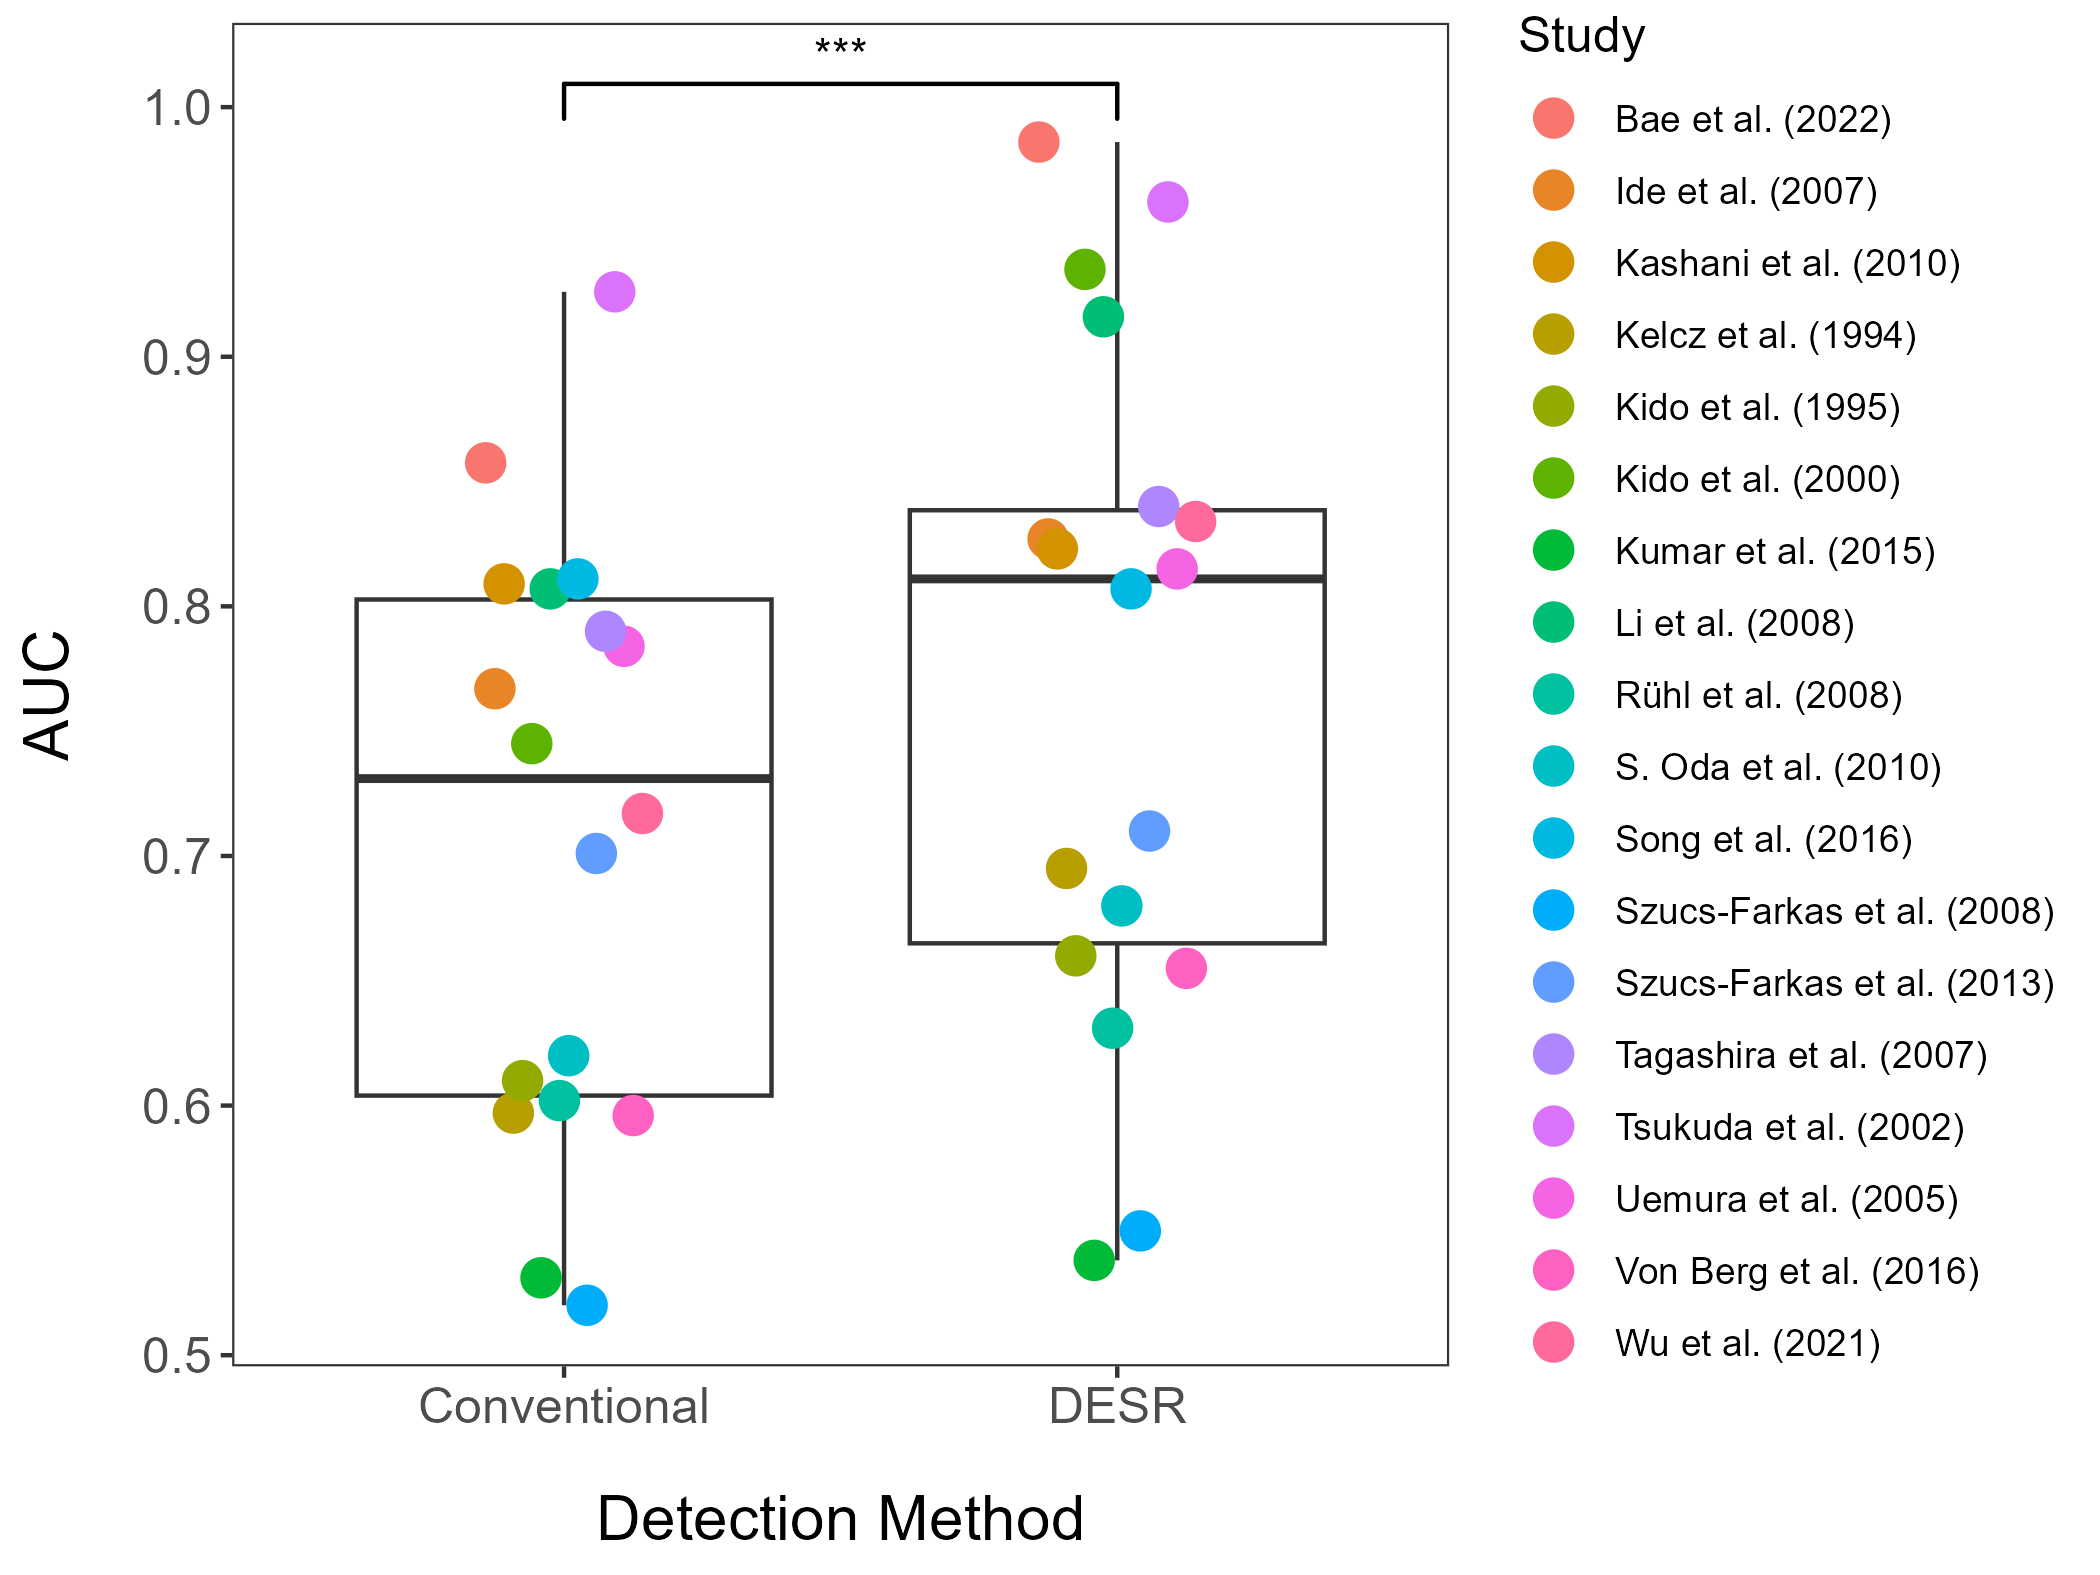 ***
1.0
0.9
0.8
0.7
0.6
0.5
AUC
Conventional
DESR
Detection Method
Study
Bae et al. (2022)
Ide et al. (2007)
Kashani et al. (2010)
Kelcz et al. (1994)
Kido et al. (1995)
Kido et al. (2000)
Kumar et al. (2015)
Li et al. (2008)
Rühl et al. (2008)
S. Oda et al. (2010)
Song et al. (2016)
Szucs-Farkas et al. (2008)
Szucs-Farkas et al. (2013)
Tagashira et al. (2007)
Tsukuda et al. (2002)
Uemura et al. (2005)
Von Berg et al. (2016)
Wu et al. (2021)